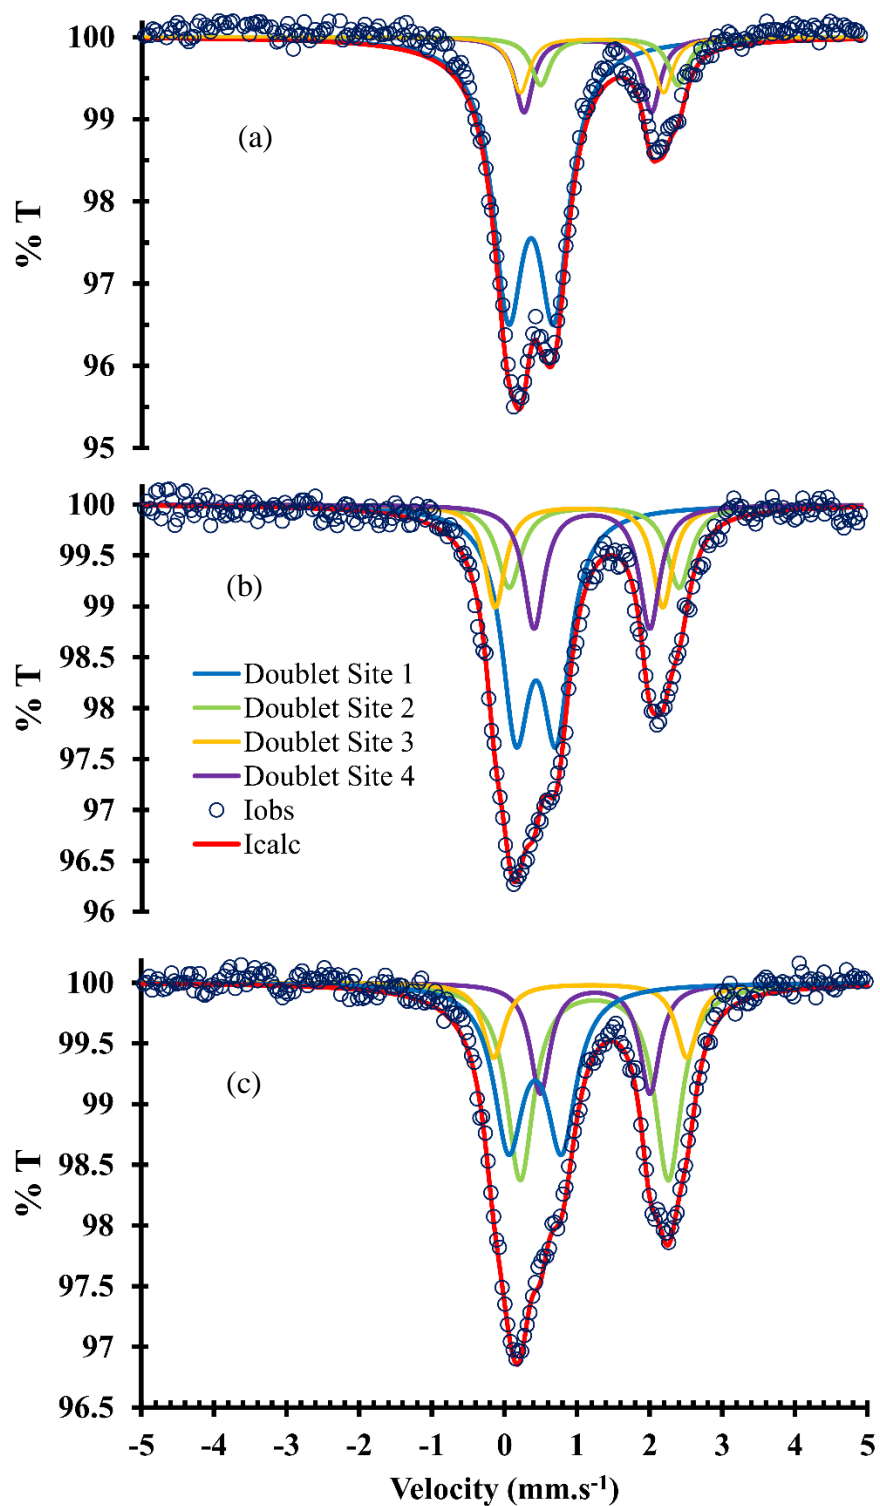 100
99
98
97
96
95
% T
(a)
100
99.5
99
98.5
98
97.5
97
96.5
96
% T
(b)
Doublet Site 1
Doublet Site 2
Doublet Site 3
Doublet Site 4
Iobs
Icalc
100
99.5
99
98.5
98
97.5
97
96.5
% T
(c)
-5 -4 -3 -2 -1 0 1 2 3 4 5
Velocity (mm.s⁻¹)